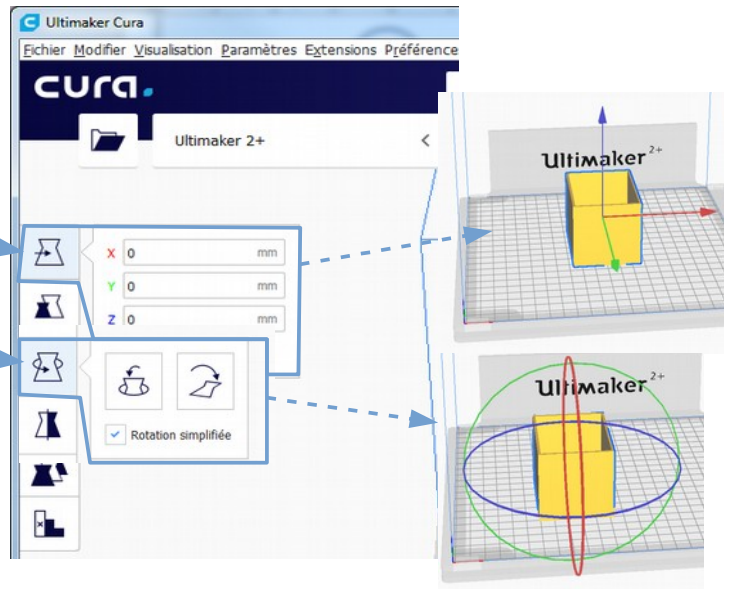 Ultimaker Cura
Fichier Modifier Visualisation Paramètres Extensions Préférences
cura.
Ultimaker 2+
X 0 mm
Y 0 mm
Z 0 mm
Rotation simplifiée
Ultimaker 2+
Ultimaker 2+